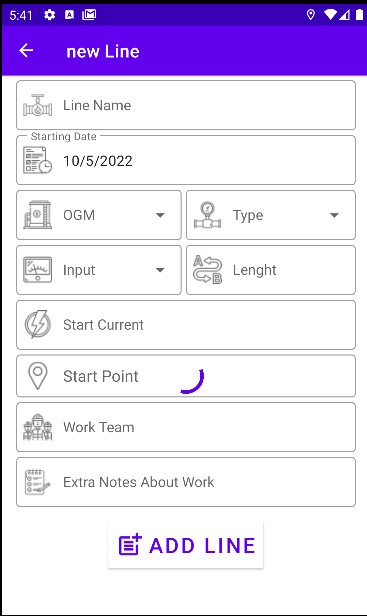 5:41 A M
new Line
Line Name
Starting Date
10/5/2022
OGM Type
Input A B Lenght
Start Current
Start Point
Work Team
Extra Notes About Work
ADD LINE